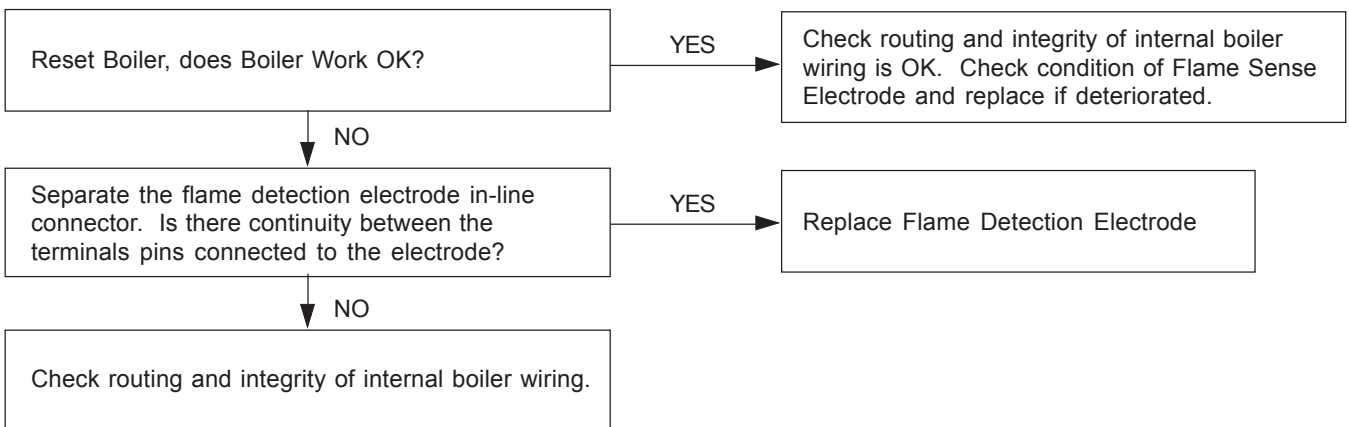 Reset Boiler, does Boiler Work OK?
YES
Check routing and integrity of internal boiler
wiring is OK. Check condition of Flame Sense
Electrode and replace if deteriorated.
NO
Separate the flame detection electrode in-line
connector. Is there continuity between the
terminals pins connected to the electrode?
YES
Replace Flame Detection Electrode
NO
Check routing and integrity of internal boiler wiring.